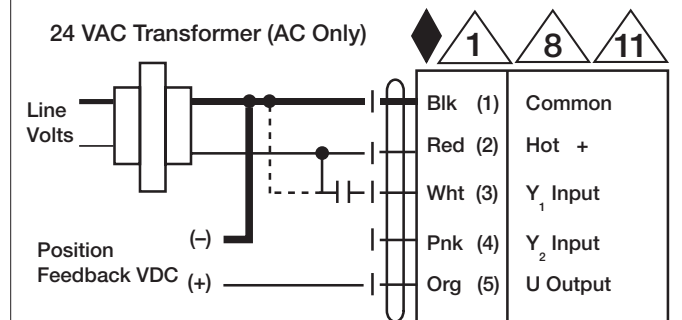 24 VAC Transformer (AC Only)
1 8 11
Line
Volts
Blk (1) Common
Red (2) Hot +
Wht (3) Y1 Input
Pnk (4) Y2 Input
Org (5) U Output
(–)
Position
Feedback VDC (+)